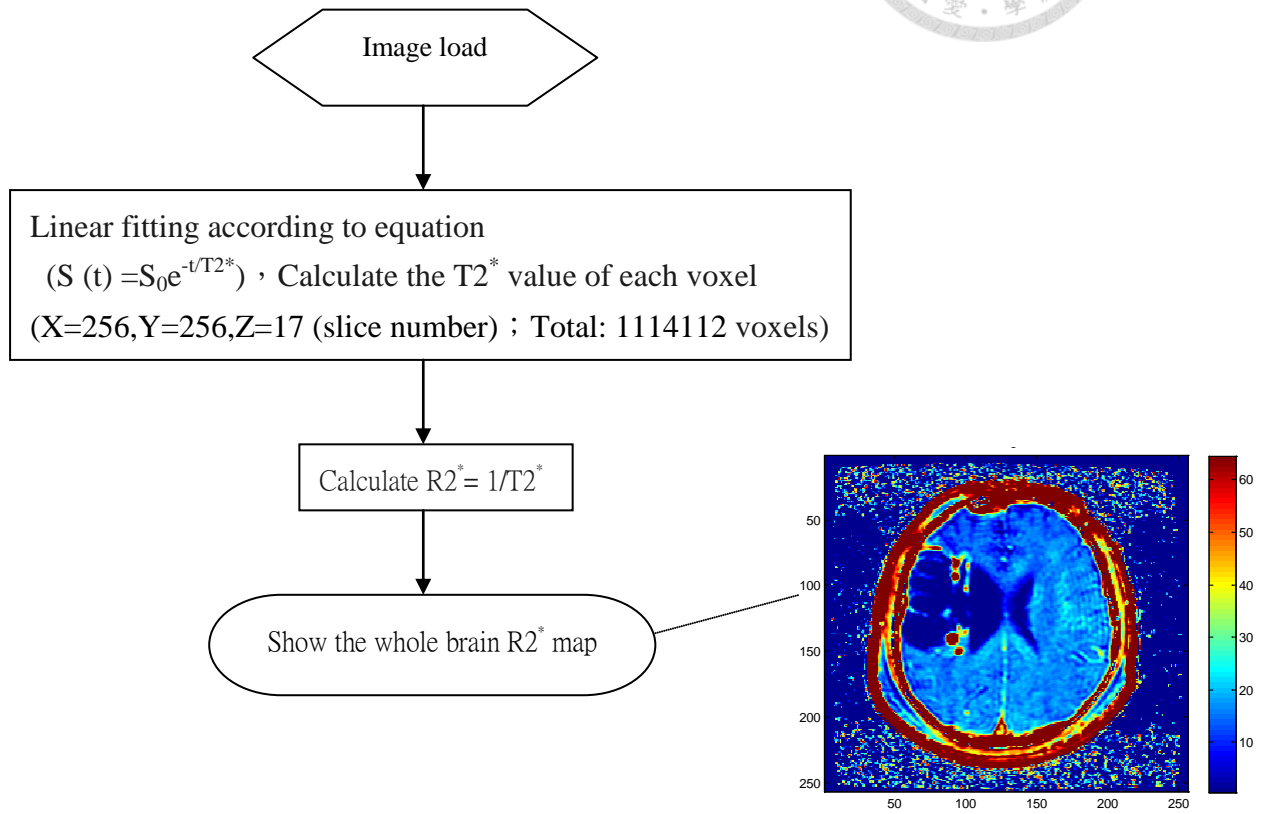 愛・學
Image load
Linear fitting according to equation
(S (t) =S₀e^-t/T2*)，Calculate the T2* value of each voxel
(X=256,Y=256,Z=17 (slice number)；Total: 1114112 voxels)
Calculate R2*= 1/T2*
Show the whole brain R2* map
50
100
150
200
250
50
100
150
200
250
60
50
40
30
20
10